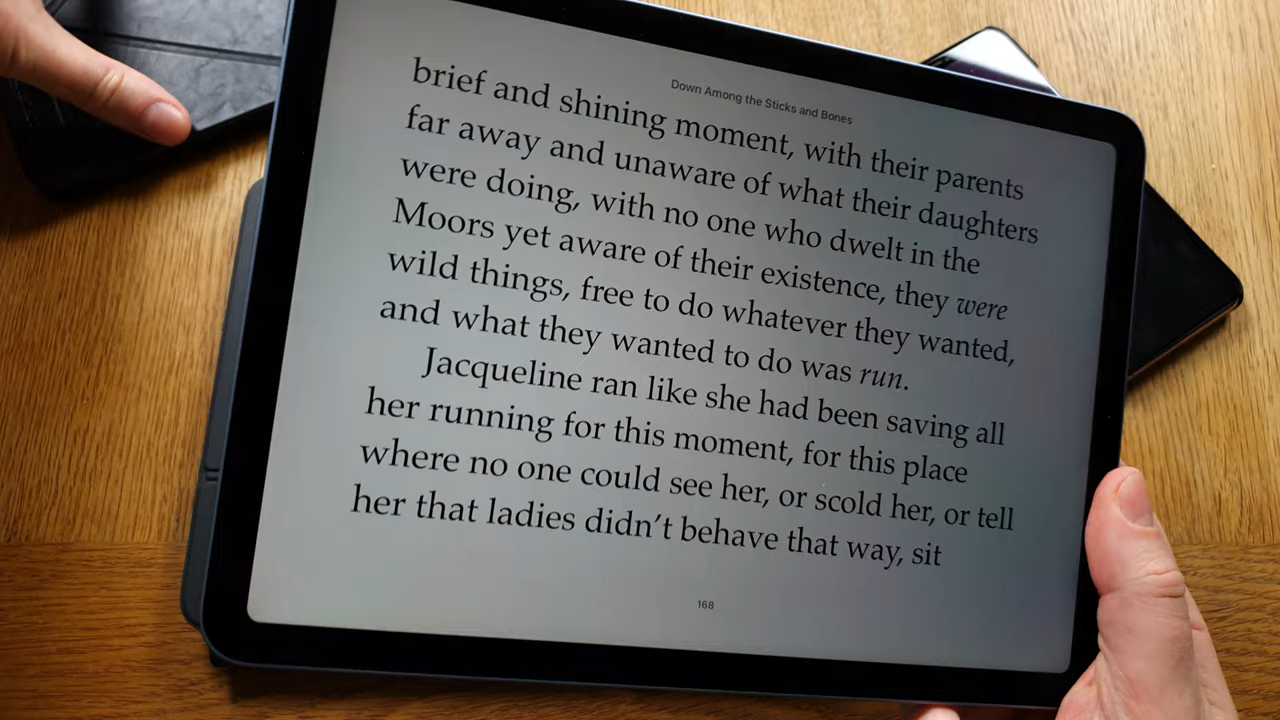 Down Among the Sticks and Bones
brief and shining moment, with their parents
far away and unaware of what their daughters
were doing, with no one who dwelt in the
Moors yet aware of their existence, they were
wild things, free to do whatever they wanted,
and what they wanted to do was run.
Jacqueline ran like she had been saving all
her running for this moment, for this place
where no one could see her, or scold her, or tell
her that ladies didn’t behave that way, sit
168